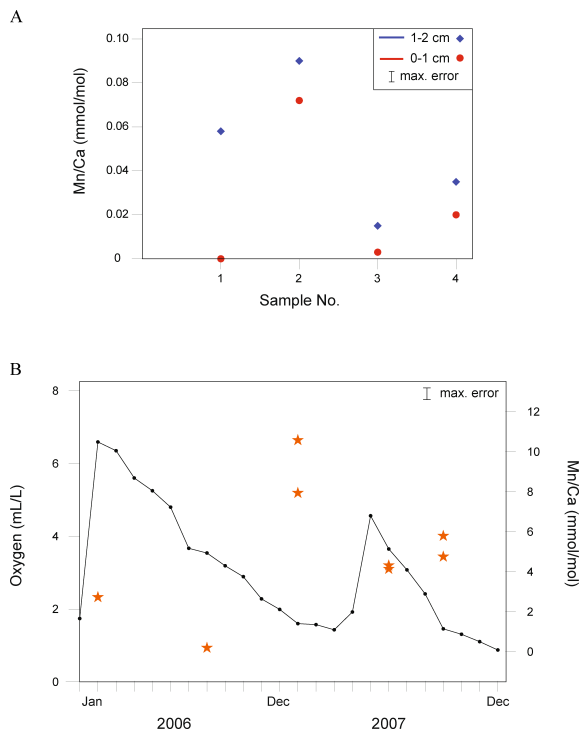 A
0.10
0.08
0.06
0.04
0.02
0
Mn/Ca (mmol/mol)
1-2 cm
0-1 cm
max. error
1 2 3 4
Sample No.
B
8
6
4
2
0
Oxygen (mL/L)
max. error
12
10
8
6
4
2
0
Mn/Ca (mmol/mol)
Jan Dec Dec
2006 2007